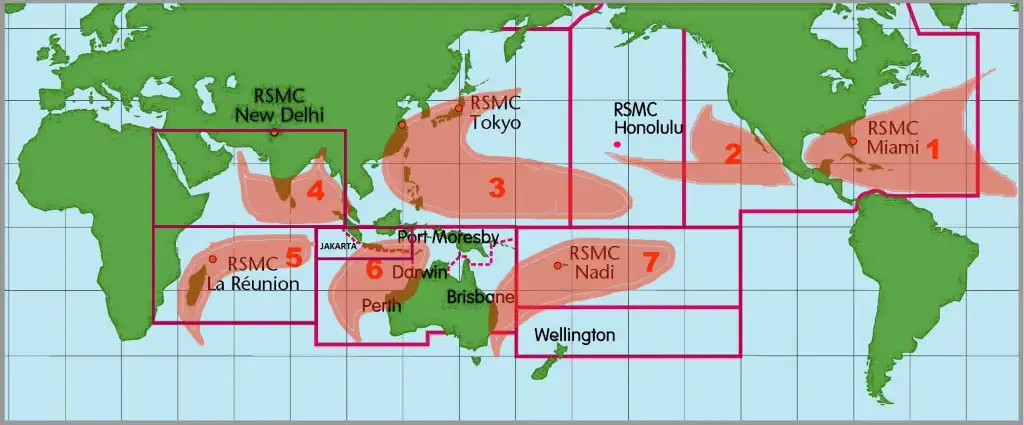 RSMC
New Delhi
RSMC
Tokyo
RSMC
Honolulu
RSMC
Miami
1
2
3
4
5
RSMC
La Réunion
JAKARTA
6
Port Moresby
Darwin
Perth
Brisbane
RSMC
Nadi
7
Wellington